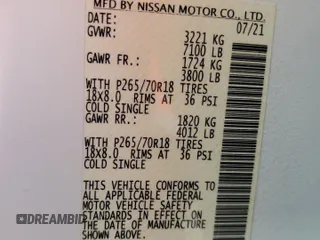 MFD BY NISSAN MOTOR CO., LTD.
DATE: 07/21
GVWR: 3221 KG
7100 LB
GAWR FR.: 1724 KG
3800 LB
WITH P265/70R18 TIRES
18X8.0 RIMS AT 36 PSI
COLD SINGLE
GAWR RR.: 1820 KG
4012 LB
WITH P265/70R18 TIRES
18X8.0 RIMS AT 36 PSI
COLD SINGLE
THIS VEHICLE CONFORMS TO
ALL APPLICABLE FEDERAL
MOTOR VEHICLE SAFETY
STANDARDS IN EFFECT ON
THE DATE OF MANUFACTURE
SHOWN ABOVE.
DREAMBID